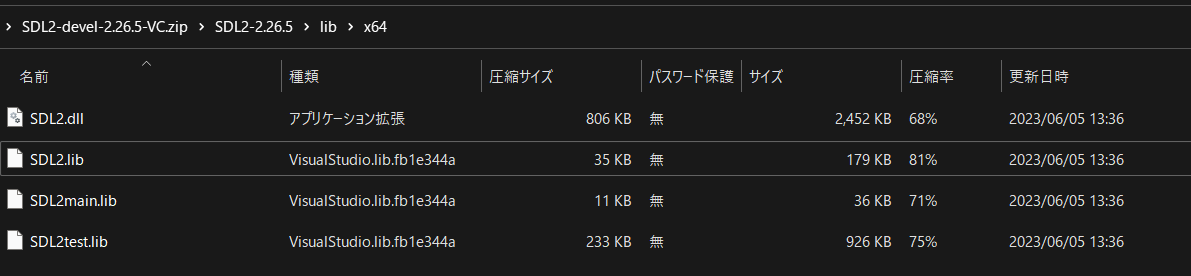 > SDL2-devel-2.26.5-VC.zip > SDL2-2.26.5 > lib > x64
名前 種類 圧縮サイズ パスワード保護 サイズ 圧縮率 更新日時
SDL2.dll アプリケーション拡張 806 KB 無 2,452 KB 68% 2023/06/05 13:36
SDL2.lib VisualStudio.lib.fb1e344a 35 KB 無 179 KB 81% 2023/06/05 13:36
SDL2main.lib VisualStudio.lib.fb1e344a 11 KB 無 36 KB 71% 2023/06/05 13:36
SDL2test.lib VisualStudio.lib.fb1e344a 233 KB 無 926 KB 75% 2023/06/05 13:36